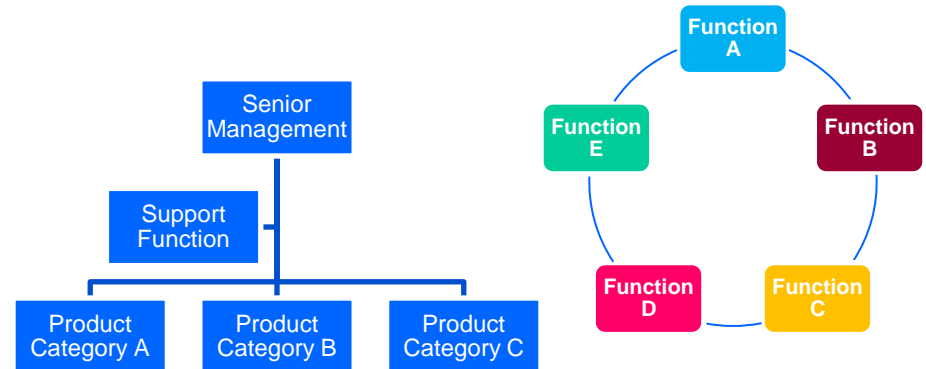 Senior
Management
Support
Function
Product
Category A
Product
Category B
Product
Category C
Function
A
Function
B
Function
C
Function
D
Function
E